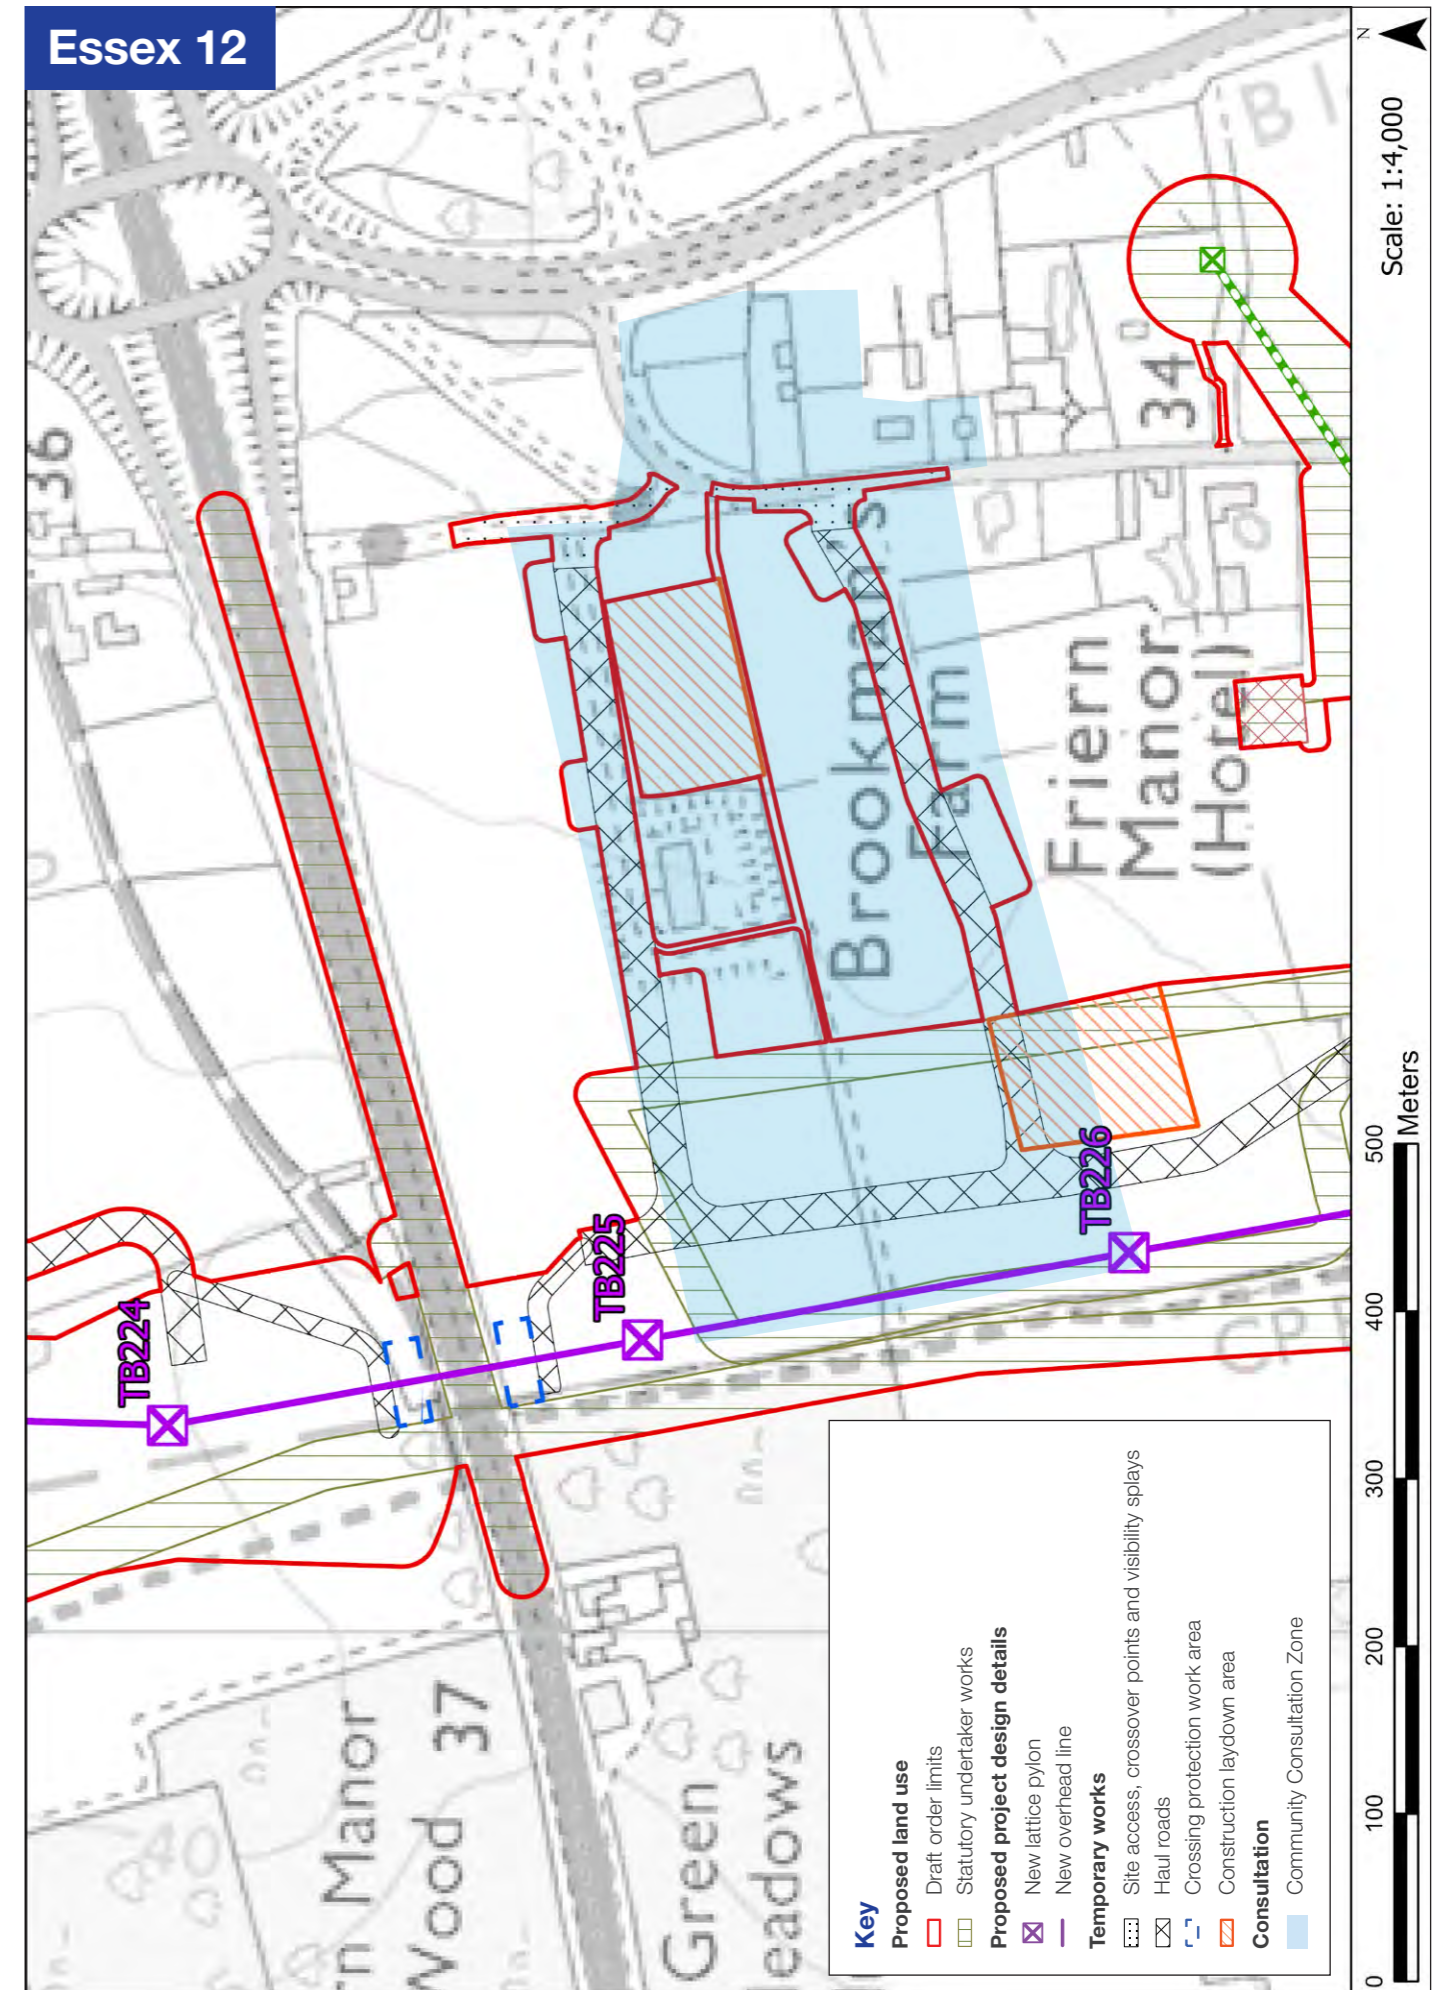 Essex 12
N
Scale: 1:4,000
36
34
TB224
TB225
TB226
Brookman's
Farm
Friern
Manor
(Hotel)
Manor
Wood
37
40
Green
eadows
CP
Bl
Key
Proposed land use
Draft order limits
Statutory undertaker works
Proposed project design details
New lattice pylon
New overhead line
Temporary works
Site access, crossover points and visibility splays
Haul roads
Crossing protection work area
Construction laydown area
Consultation
Community Consultation Zone
0 100 200 300 400 500
Meters